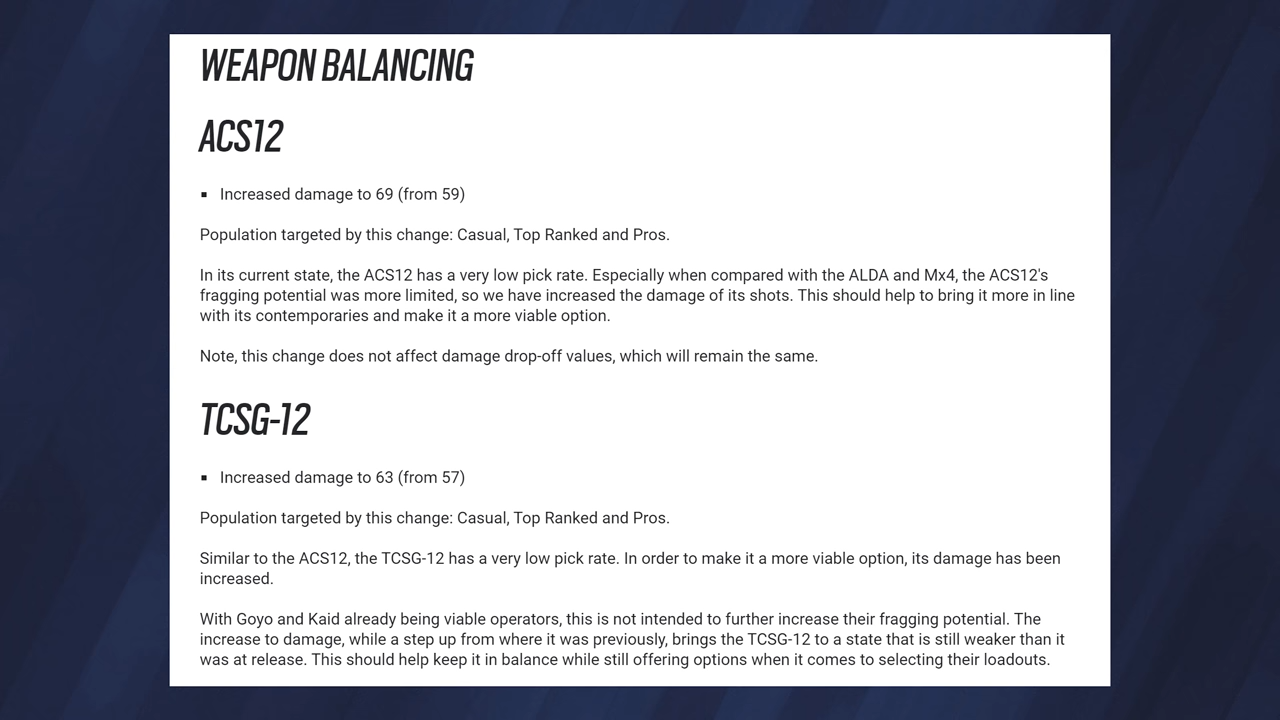 WEAPON BALANCING
ACS12
▪ Increased damage to 69 (from 59)
Population targeted by this change: Casual, Top Ranked and Pros.
In its current state, the ACS12 has a very low pick rate. Especially when compared with the ALDA and Mx4, the ACS12's
fragging potential was more limited, so we have increased the damage of its shots. This should help to bring it more in line
with its contemporaries and make it a more viable option.
Note, this change does not affect damage drop-off values, which will remain the same.
TCSG-12
▪ Increased damage to 63 (from 57)
Population targeted by this change: Casual, Top Ranked and Pros.
Similar to the ACS12, the TCSG-12 has a very low pick rate. In order to make it a more viable option, its damage has been
increased.
With Goyo and Kaid already being viable operators, this is not intended to further increase their fragging potential. The
increase to damage, while a step up from where it was previously, brings the TCSG-12 to a state that is still weaker than it
was at release. This should help keep it in balance while still offering options when it comes to selecting their loadouts.